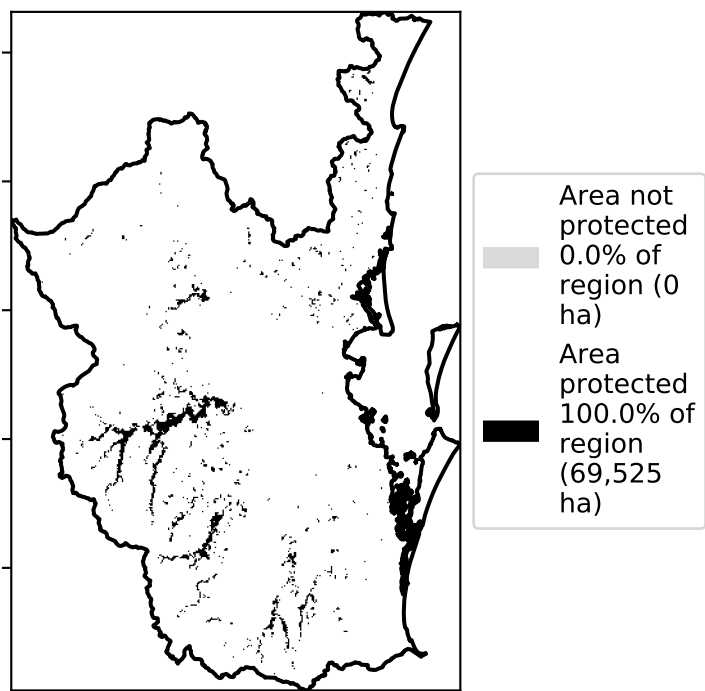 Area not
protected
0.0% of
region (0
ha)
Area
protected
100.0% of
region
(69,525
ha)